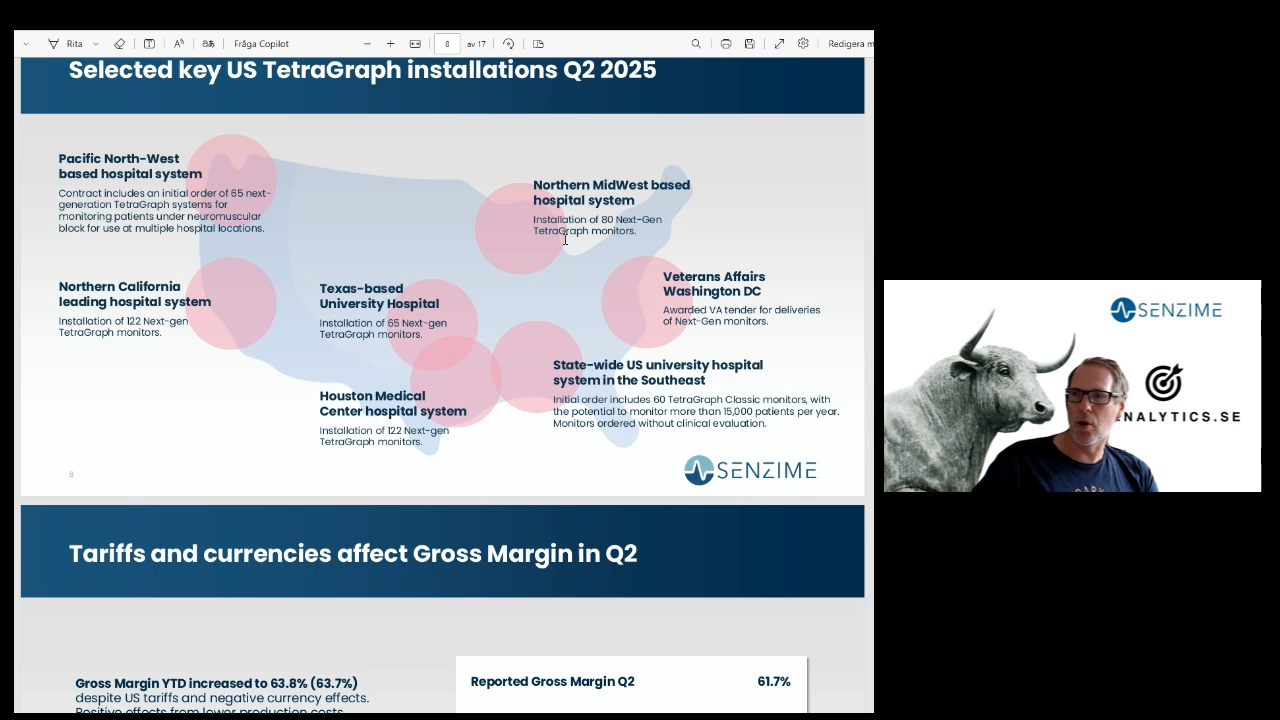 Rita
Fråga Copilot
8
av 17
Redigera m
Selected key US TetraGraph installations Q2 2025
Pacific North-West
based hospital system
Contract includes an initial order of 65 next-
generation TetraGraph systems for
monitoring patients under neuromuscular
block for use at multiple hospital locations.
Northern MidWest based
hospital system
Installation of 80 Next-Gen
TetraGraph monitors.
Northern California
leading hospital system
Installation of 122 Next-gen
TetraGraph monitors.
Texas-based
University Hospital
Installation of 65 Next-gen
TetraGraph monitors.
Veterans Affairs
Washington DC
Awarded VA tender for deliveries
of Next-Gen monitors.
Houston Medical
Center hospital system
Installation of 122 Next-gen
TetraGraph monitors.
State-wide US university hospital
system in the Southeast
Initial order includes 60 TetraGraph Classic monitors, with
the potential to monitor more than 15,000 patients per year.
Monitors ordered without clinical evaluation.
8
SENZIME
Tariffs and currencies affect Gross Margin in Q2
Gross Margin YTD increased to 63.8% (63.7%)
despite US tariffs and negative currency effects.
Positive effects from lower production costs
Reported Gross Margin Q2 61.7%
SENZIME
NALYTICS.SE